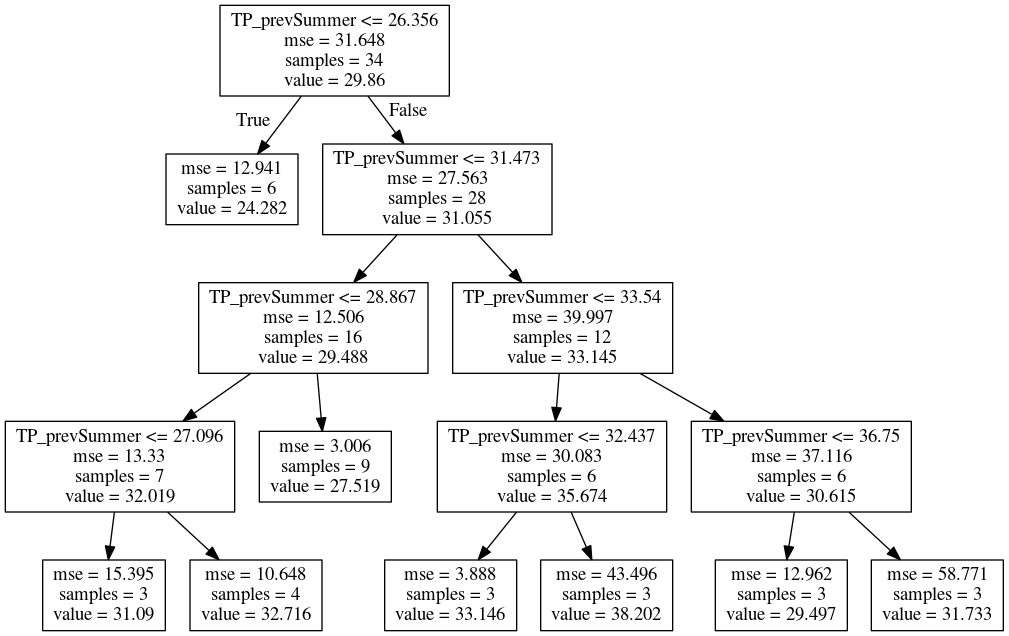 TP_prevSummer <= 26.356
mse = 31.648
samples = 34
value = 29.86
True
False
mse = 12.941
samples = 6
value = 24.282
TP_prevSummer <= 31.473
mse = 27.563
samples = 28
value = 31.055
TP_prevSummer <= 28.867
mse = 12.506
samples = 16
value = 29.488
TP_prevSummer <= 33.54
mse = 39.997
samples = 12
value = 33.145
TP_prevSummer <= 27.096
mse = 13.33
samples = 7
value = 32.019
mse = 3.006
samples = 9
value = 27.519
TP_prevSummer <= 32.437
mse = 30.083
samples = 6
value = 35.674
TP_prevSummer <= 36.75
mse = 37.116
samples = 6
value = 30.615
mse = 15.395
samples = 3
value = 31.09
mse = 10.648
samples = 4
value = 32.716
mse = 3.888
samples = 3
value = 33.146
mse = 43.496
samples = 3
value = 38.202
mse = 12.962
samples = 3
value = 29.497
mse = 58.771
samples = 3
value = 31.733